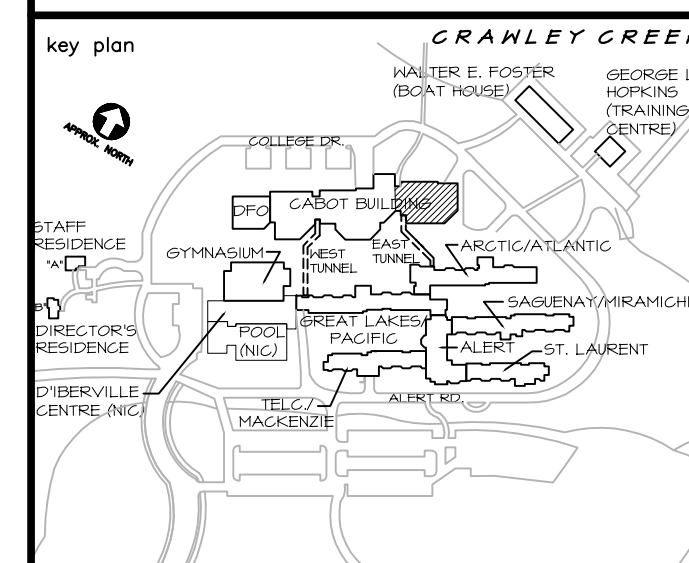 key plan
CRAWLEY CREE
WALTER E. FOSTER
(BOAT HOUSE)
GEORGE L
HOPKINS
(TRAINING
CENTRE)
APPROX. NORTH
COLLEGE DR.
DFO
CABOT BUILDING
STAFF
RESIDENCE
"A"
GYMNASIUM
WEST
TUNNEL
EAST
TUNNEL
ARCTIC/ATLANTIC
B"
DIRECTOR'S
RESIDENCE
SAGUENAY/MIRAMICHI
GREAT LAKES/
PACIFIC
POOL
(NIC)
ALERT
ST. LAURENT
D'IBERVILLE
CENTRE (NIC)
TELC./
MACKENZIE
ALERT RD.